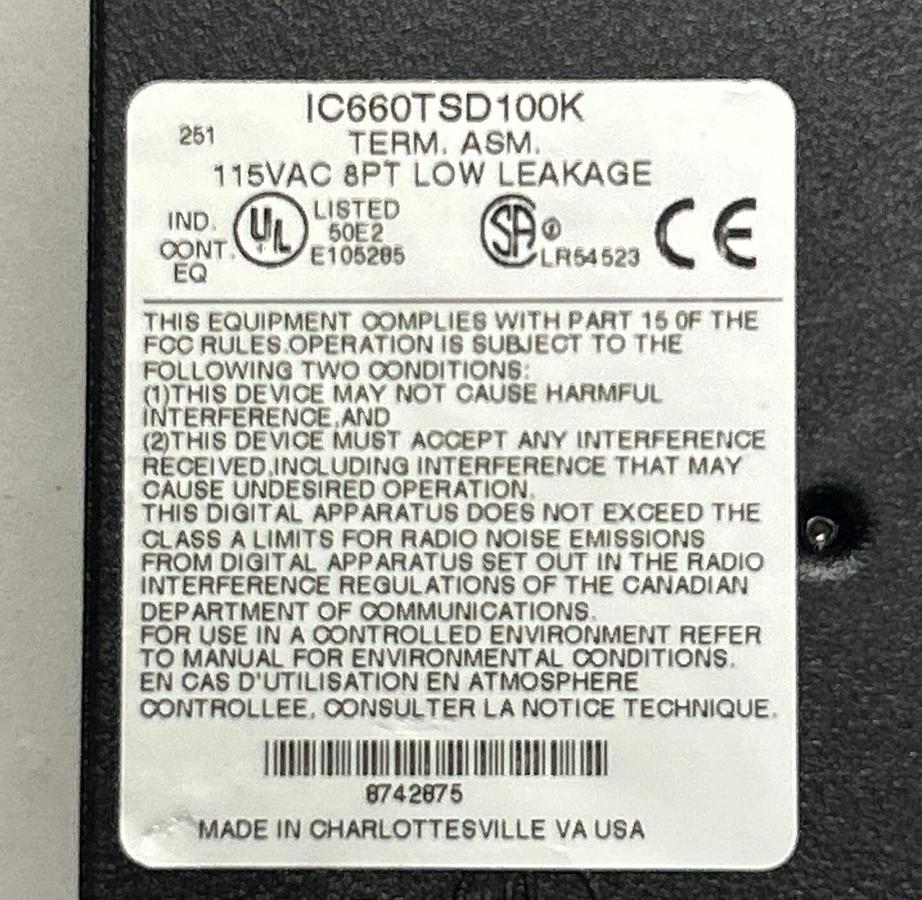 IC660TSD100K
251
TERM. ASM.
115VAC 8PT LOW LEAKAGE
IND.
CONT.
EQ
UL
LISTED
50E2
E105285
SA
LR54523
CE
THIS EQUIPMENT COMPLIES WITH PART 15 OF THE
FCC RULES.OPERATION IS SUBJECT TO THE
FOLLOWING TWO CONDITIONS:
(1)THIS DEVICE MAY NOT CAUSE HARMFUL
INTERFERENCE,AND
(2)THIS DEVICE MUST ACCEPT ANY INTERFERENCE
RECEIVED,INCLUDING INTERFERENCE THAT MAY
CAUSE UNDESIRED OPERATION.
THIS DIGITAL APPARATUS DOES NOT EXCEED THE
CLASS A LIMITS FOR RADIO NOISE EMISSIONS
FROM DIGITAL APPARATUS SET OUT IN THE RADIO
INTERFERENCE REGULATIONS OF THE CANADIAN
DEPARTMENT OF COMMUNICATIONS.
FOR USE IN A CONTROLLED ENVIRONMENT REFER
TO MANUAL FOR ENVIRONMENTAL CONDITIONS.
EN CAS D'UTILISATION EN ATMOSPHERE
CONTROLLEE, CONSULTER LA NOTICE TECHNIQUE.
8742875
MADE IN CHARLOTTESVILLE VA USA